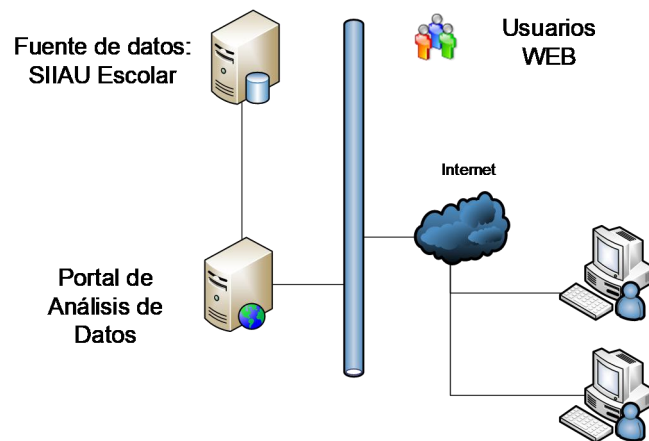 Fuente de datos:
SIIAU Escolar
Usuarios
WEB
Internet
Portal de
Análisis de
Datos